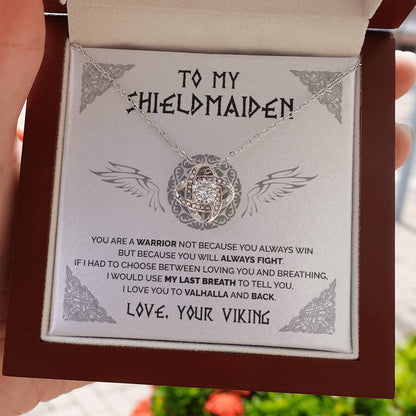 TO MY
SHIELDMAIDEN
YOU ARE A WARRIOR NOT BECAUSE YOU ALWAYS WIN
BUT BECAUSE YOU WILL ALWAYS FIGHT.
IF I HAD TO CHOOSE BETWEEN LOVING YOU AND BREATHING,
I WOULD USE MY LAST BREATH TO TELL YOU,
I LOVE YOU TO VALHALLA AND BACK.
LOVE, YOUR VIKING